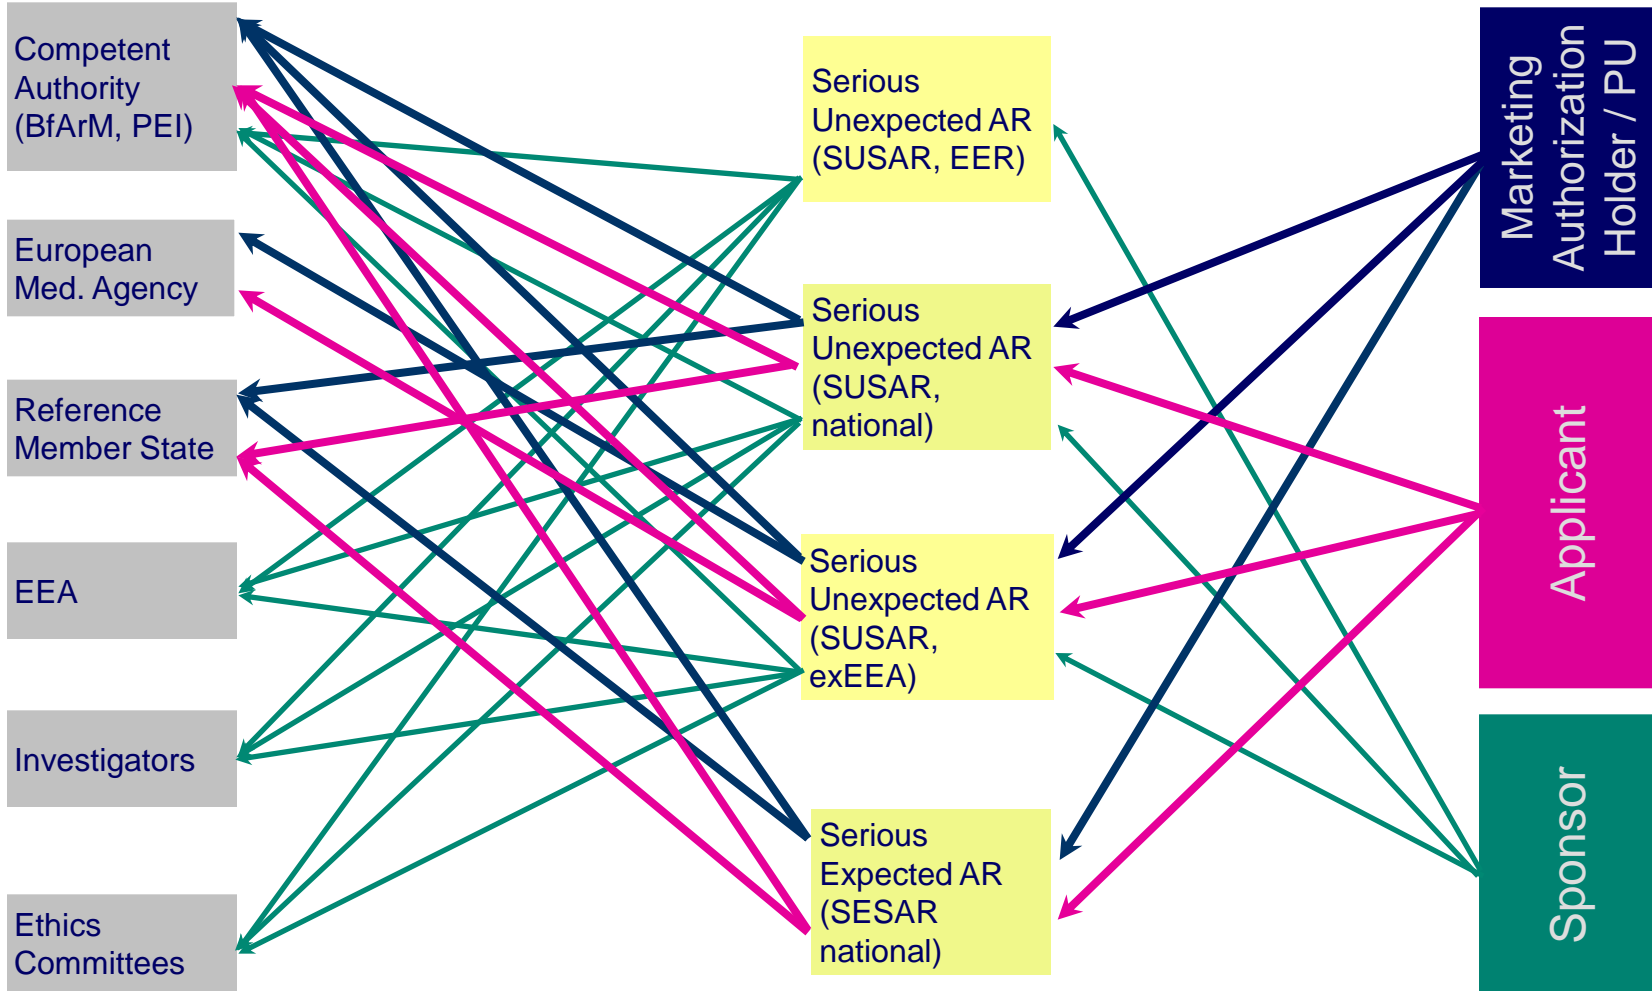 Competent
Authority
(BfArM, PEI)
European
Med. Agency
Reference
Member State
EEA
Investigators
Ethics
Committees
Serious
Unexpected AR
(SUSAR, EER)
Serious
Unexpected AR
(SUSAR,
national)
Serious
Unexpected AR
(SUSAR,
exEEA)
Serious
Expected AR
(SESAR
national)
Marketing
Authorization
Holder / PU
Applicant
Sponsor